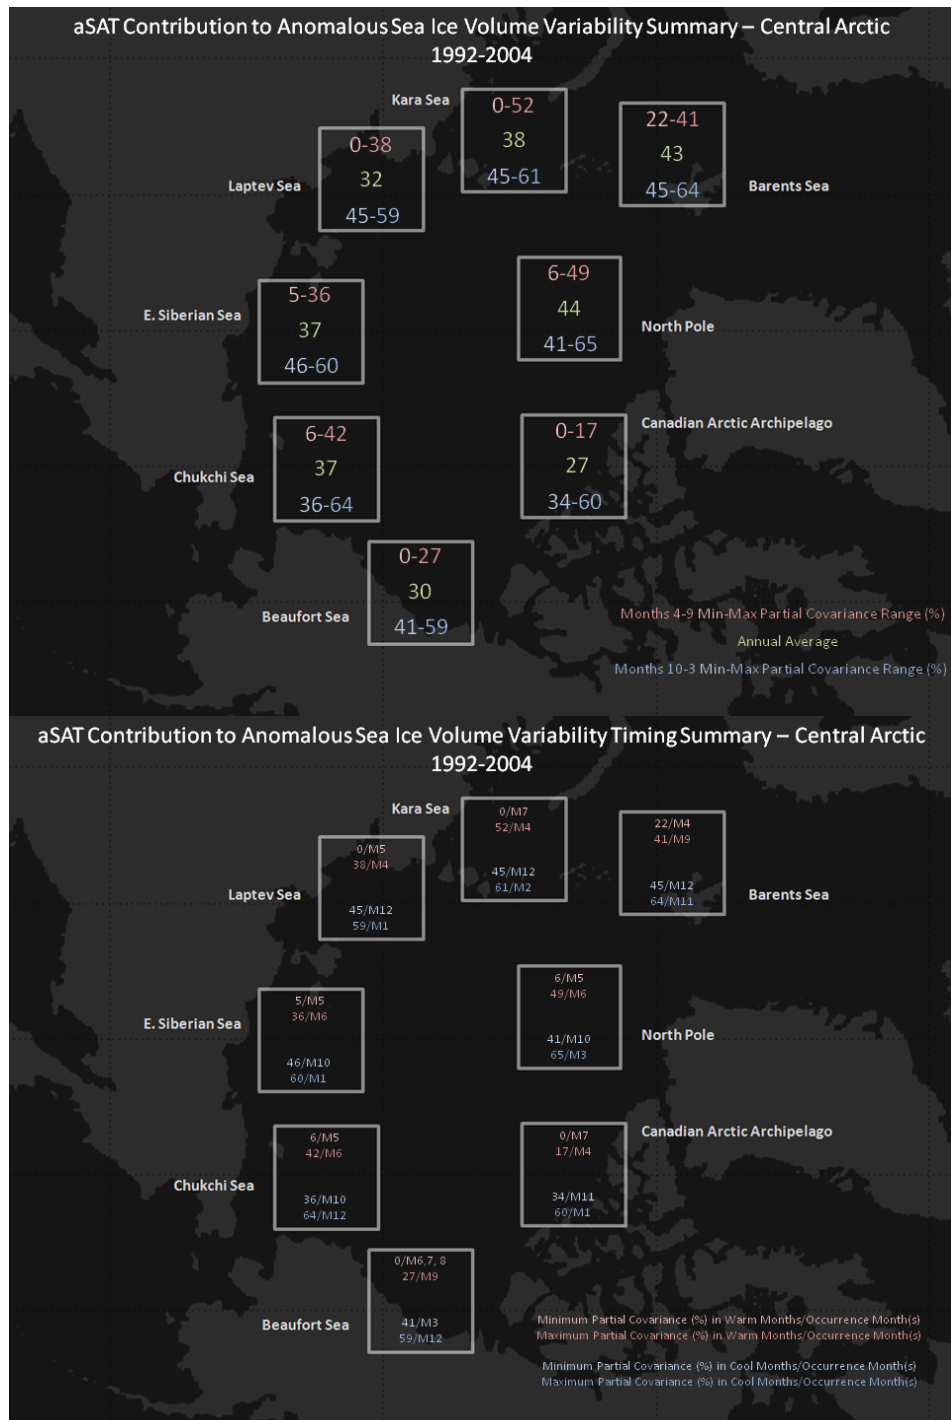 aSAT Contribution to Anomalous Sea Ice Volume Variability Summary – Central Arctic
1992-2004
Kara Sea
0-52
38
45-61
22-41
43
45-64
Barents Sea
Laptev Sea
0-38
32
45-59
E. Siberian Sea
5-36
37
46-60
6-49
44
41-65
North Pole
Chukchi Sea
6-42
37
36-64
0-17
27
34-60
Canadian Arctic Archipelago
Beaufort Sea
0-27
30
41-59
Months 4-9 Min-Max Partial Covariance Range (%)
Annual Average
Months 10-3 Min-Max Partial Covariance Range (%)
aSAT Contribution to Anomalous Sea Ice Volume Variability Timing Summary – Central Arctic
1992-2004
Kara Sea
0/M7
52/M4
45/M12
61/M2
22/M4
41/M9
45/M12
64/M11
Barents Sea
Laptev Sea
0/M5
38/M4
45/M12
59/M1
E. Siberian Sea
5/M5
36/M6
46/M10
60/M1
6/M5
49/M6
41/M10
65/M3
North Pole
Chukchi Sea
6/M5
42/M6
36/M10
64/M12
0/M7
17/M4
34/M11
60/M1
Canadian Arctic Archipelago
Beaufort Sea
0/M6,7, 8
27/M9
41/M3
59/M12
Minimum Partial Covariance (%) in Warm Months/Occurrence Month(s)
Maximum Partial Covariance (%) in Warm Months/Occurrence Month(s)
Minimum Partial Covariance (%) in Cool Months/Occurrence Month(s)
Maximum Partial Covariance (%) in Cool Months/Occurrence Month(s)